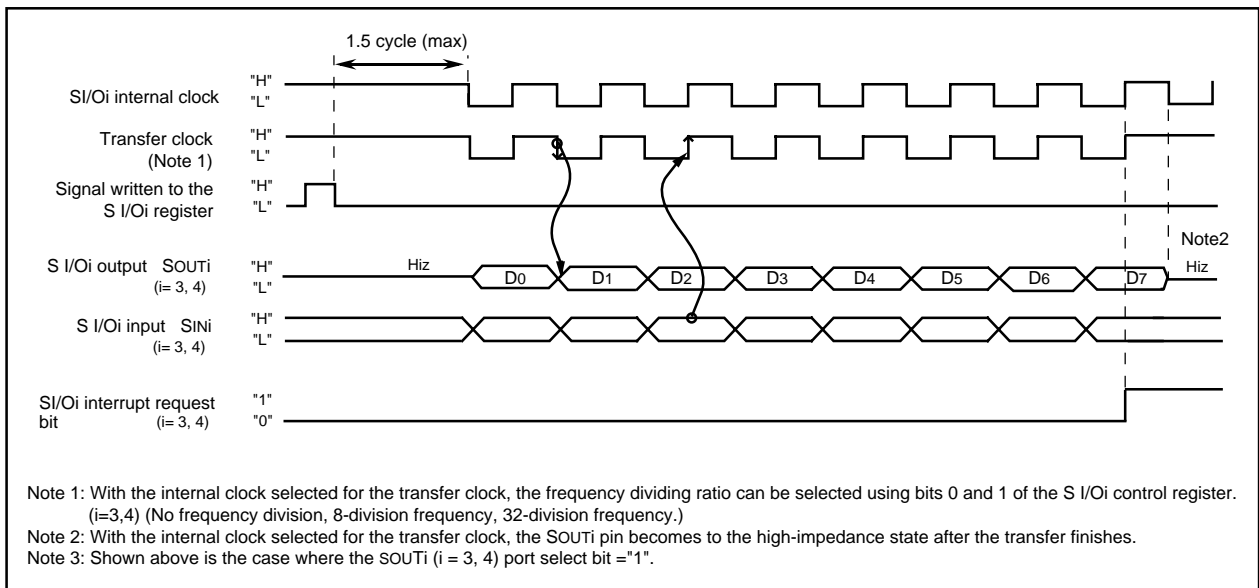 1.5 cycle (max)
SI/Oi internal clock "H" "L"
Transfer clock (Note 1) "H" "L"
Signal written to the S I/Oi register "H" "L"
Note2
S I/Oi output SOUTi (i= 3, 4) "H" "L" Hiz D0 D1 D2 D3 D4 D5 D6 D7 Hiz
S I/Oi input SINi (i= 3, 4) "H" "L"
SI/Oi interrupt request bit (i= 3, 4) "1" "0"
Note 1: With the internal clock selected for the transfer clock, the frequency dividing ratio can be selected using bits 0 and 1 of the S I/Oi control register.
(i=3,4) (No frequency division, 8-division frequency, 32-division frequency.)
Note 2: With the internal clock selected for the transfer clock, the SOUTi pin becomes to the high-impedance state after the transfer finishes.
Note 3: Shown above is the case where the SOUTi (i = 3, 4) port select bit ="1".